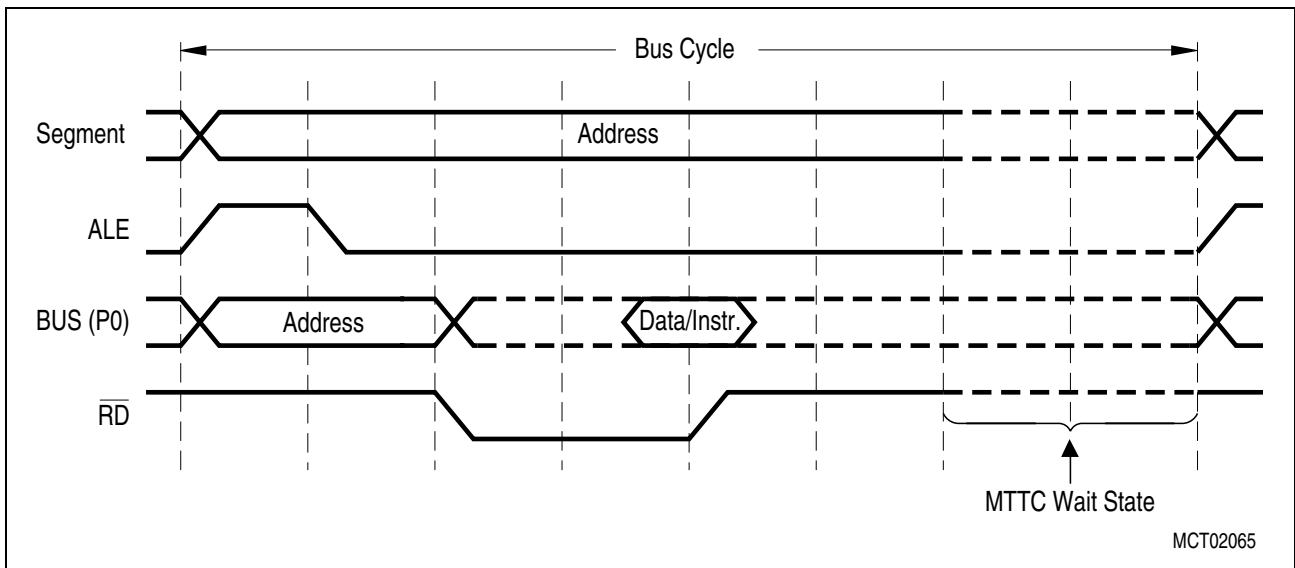 Bus Cycle
Segment
Address
ALE
BUS (P0)
Address
Data/Instr.
RD
MTTC Wait State
MCT02065